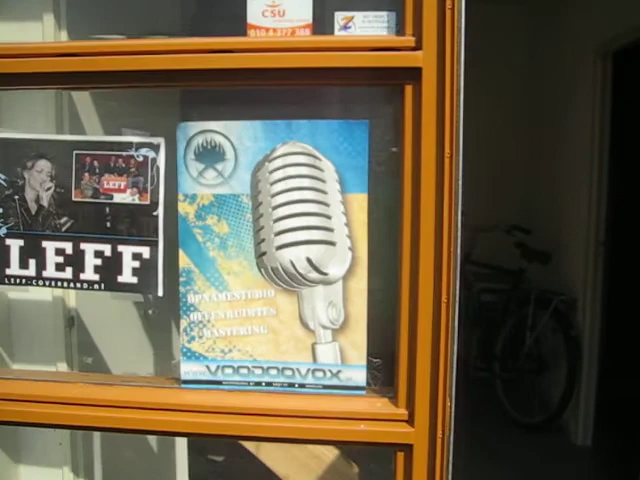 CSU
010 4 377 388
LEFF
LEFF
LEFF-COVERBAND.nl
OPNAMESTUDIO
OEFENRUIMTES
MASTERING
VOODOOVOX